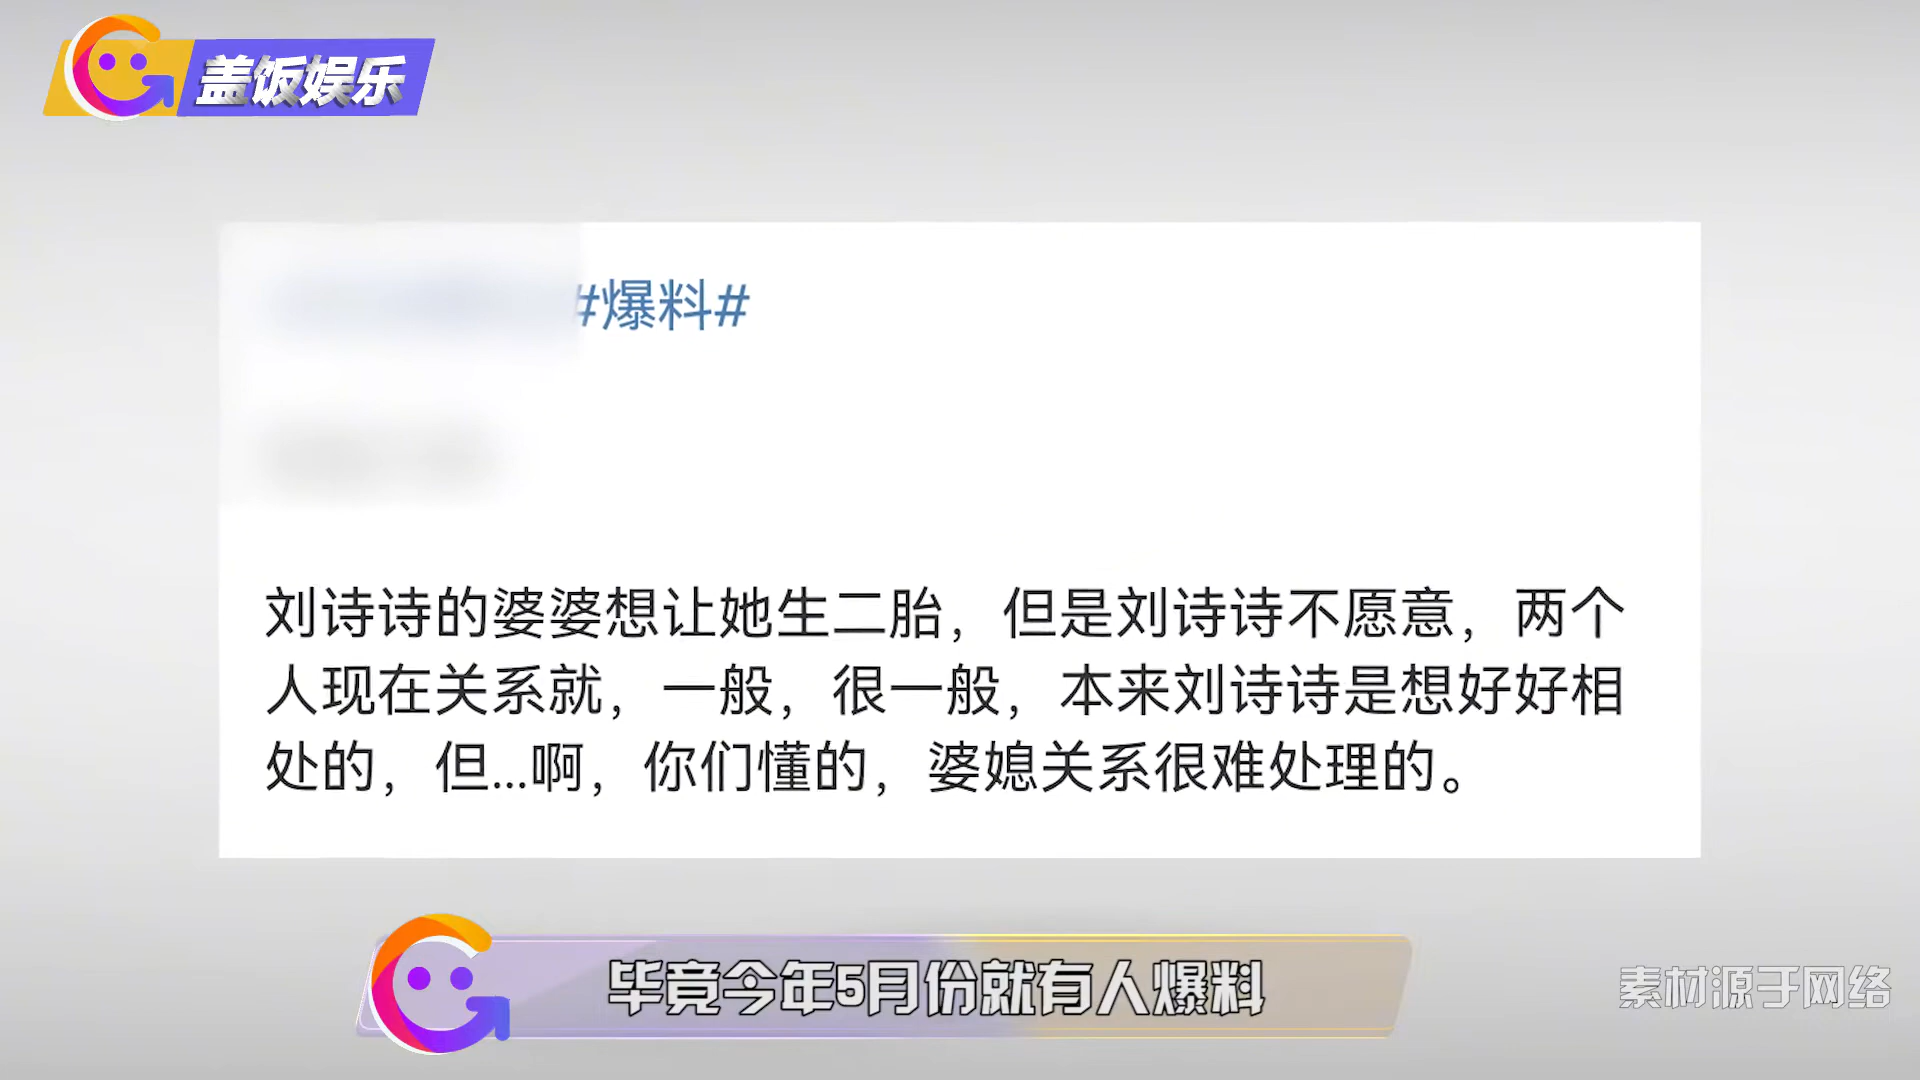 盖饭娱乐
#爆料#
刘诗诗的婆婆想让她生二胎，但是刘诗诗不愿意，两个
人现在关系就，一般，很一般，本来刘诗诗是想好好相
处的，但...啊，你们懂的，婆媳关系很难处理的。
毕竟今年5月份就有人爆料
素材源于网络